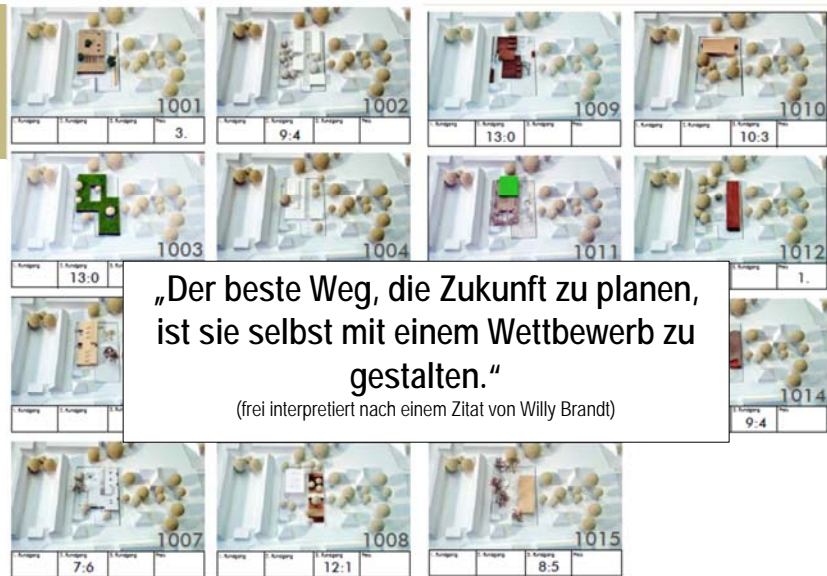 1001 1002 1009 1010
3. 9:4 13:0 10:3
1003 1004 1011 1012
13:0 1.
„Der beste Weg, die Zukunft zu planen,
ist sie selbst mit einem Wettbewerb zu
gestalten."
(frei interpretiert nach einem Zitat von Willy Brandt)
1014
9:4
1007 1008 1015
7:6 12:1 8:5